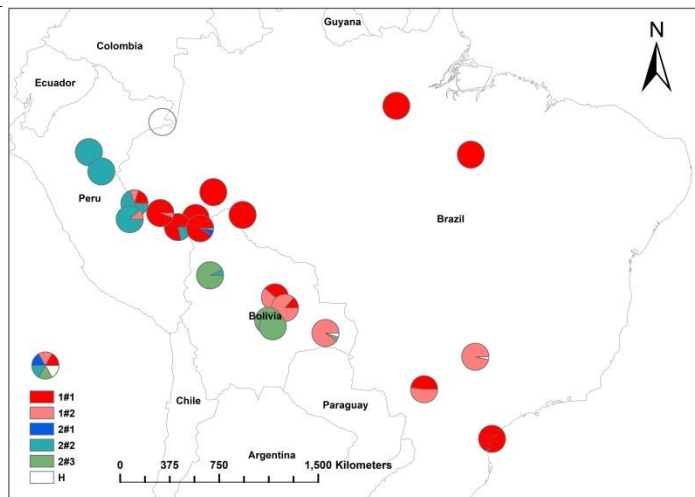 Guyana
Colombia
N
Ecuador
Peru
Brazil
Bolivia
1#1
1#2
2#1
2#2
2#3
H
Chile
Paraguay
Argentina
0 375 750 1,500 Kilometers